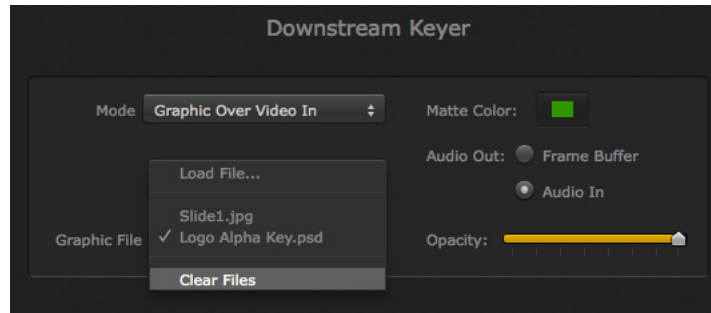 Downstream Keyer
Mode
Graphic Over Video In
Matte Color:
Audio Out:
Frame Buffer
Audio In
Load File...
Slide1.jpg
Graphic File
✓ Logo Alpha Key.psd
Opacity:
Clear Files